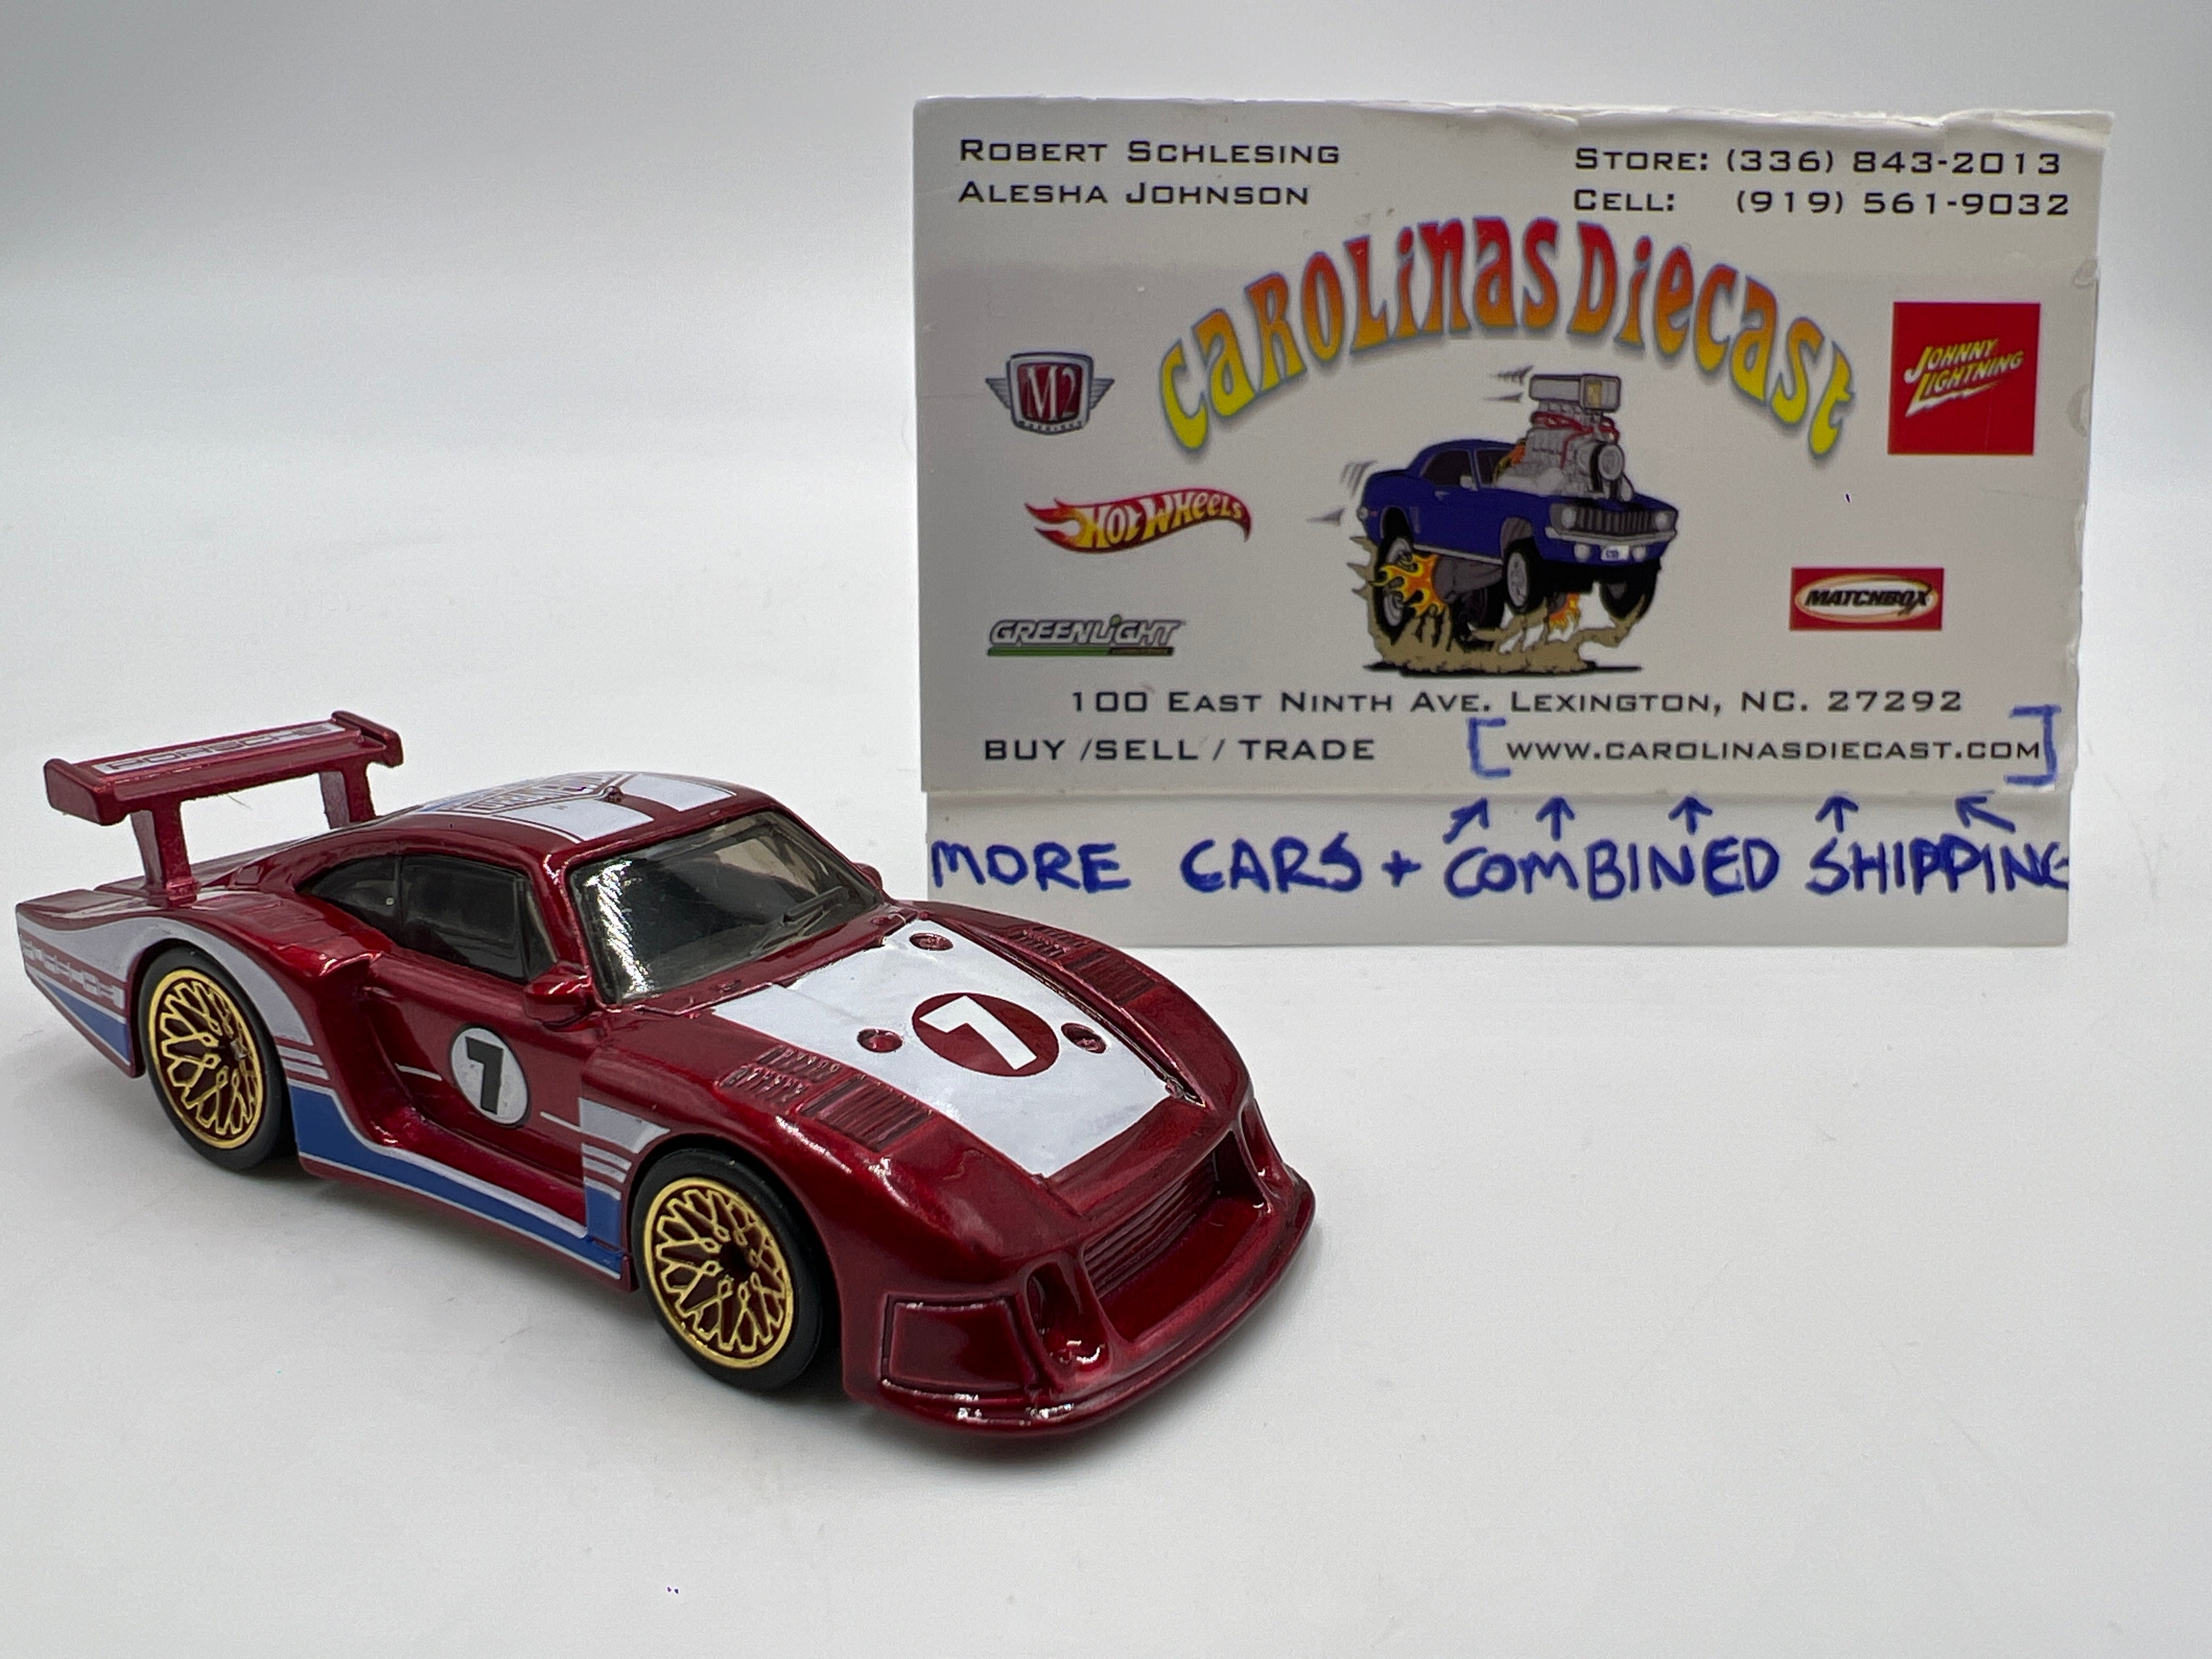 ROBERT SCHLESING
ALESHA JOHNSON
STORE: (336) 843-2013
CELL: (919) 561-9032
CAROLiNAS DiECAST
M2
JOHNNY
LIGHTNING
HOT WHEELS
MATCHBOX
GREENLiGHT
100 EAST NINTH AVE. LEXINGTON, NC. 27292
BUY /SELL / TRADE
[WWW.CAROLINASDIECAST.COM]
MORE CARS + COMBINED SHIPPING
PORSCHE
7
7